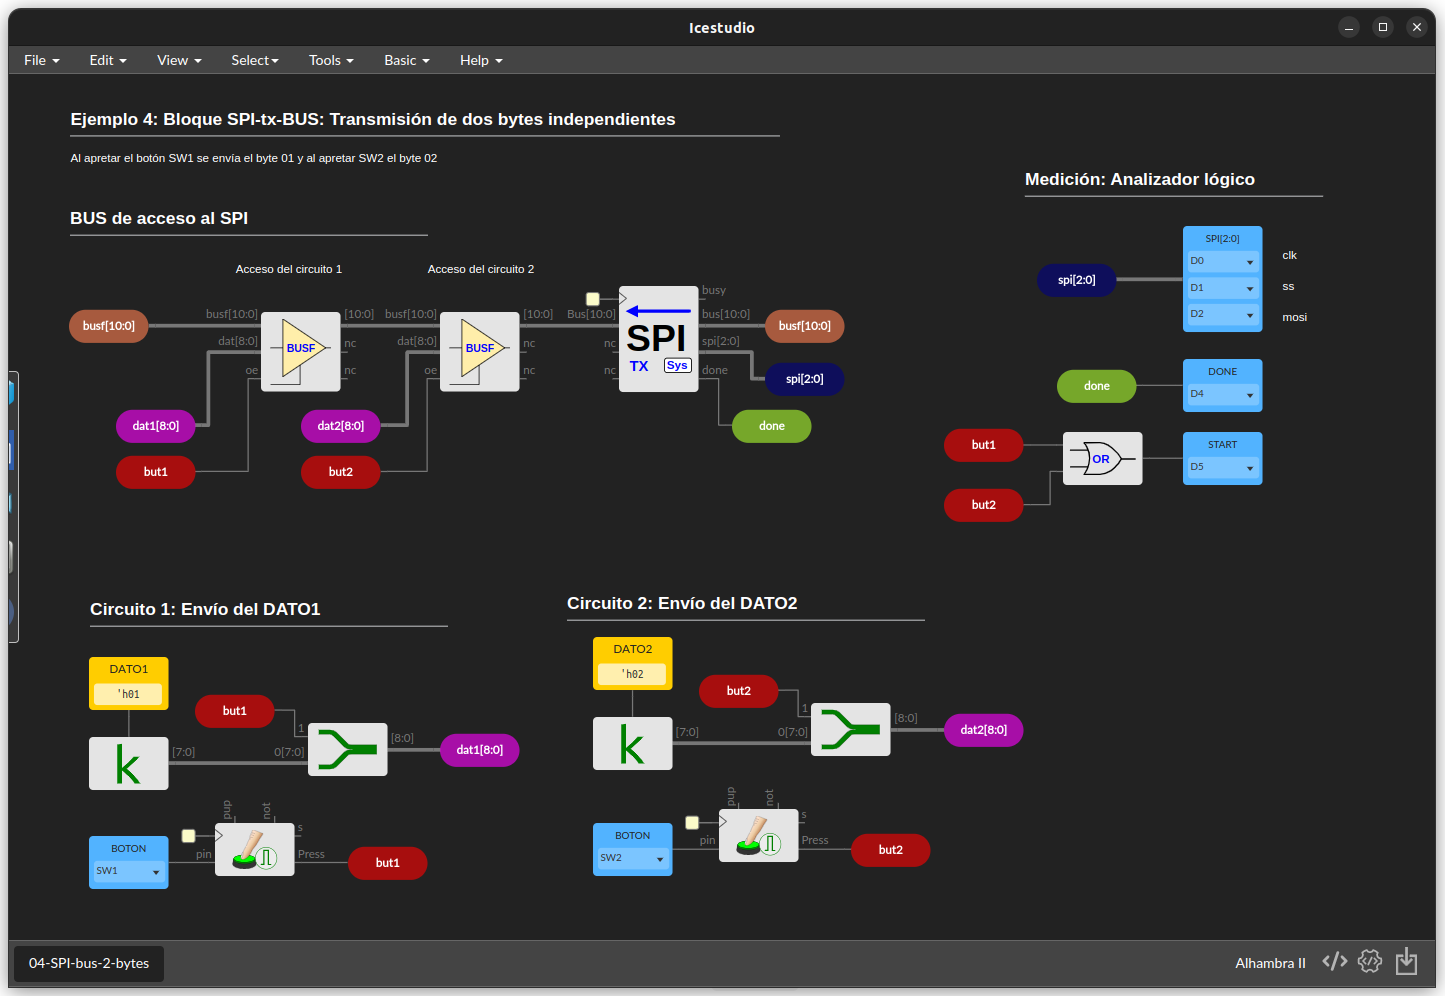 Icestudio
File Edit View Select Tools Basic Help
Ejemplo 4: Bloque SPI-tx-BUS: Transmisión de dos bytes independientes
Al apretar el botón SW1 se envía el byte 01 y al apretar SW2 el byte 02
Medición: Analizador lógico
BUS de acceso al SPI
Acceso del circuito 1
Acceso del circuito 2
busf[10:0]
busf[10:0]
dat[8:0]
oe
BUSF
[10:0]
nc
nc
dat1[8:0]
but1
busf[10:0]
dat[8:0]
oe
BUSF
[10:0]
nc
nc
dat2[8:0]
but2
Bus[10:0]
nc
nc
SPI
TX
Sys
busy
bus[10:0]
spi[2:0]
done
busf[10:0]
spi[2:0]
done
spi[2:0]
SPI[2:0]
D0
D1
D2
clk
ss
mosi
done
DONE
D4
but1
but2
OR
START
D5
Circuito 1: Envío del DATO1
DATO1
'h01
k
but1
1
[7:0]
0[7:0]
[8:0]
dat1[8:0]
BOTON
SW1
pup
not
pin
s
Press
but1
Circuito 2: Envío del DATO2
DATO2
'h02
k
but2
1
[7:0]
0[7:0]
[8:0]
dat2[8:0]
BOTON
SW2
pup
not
pin
s
Press
but2
04-SPI-bus-2-bytes
Alhambra II